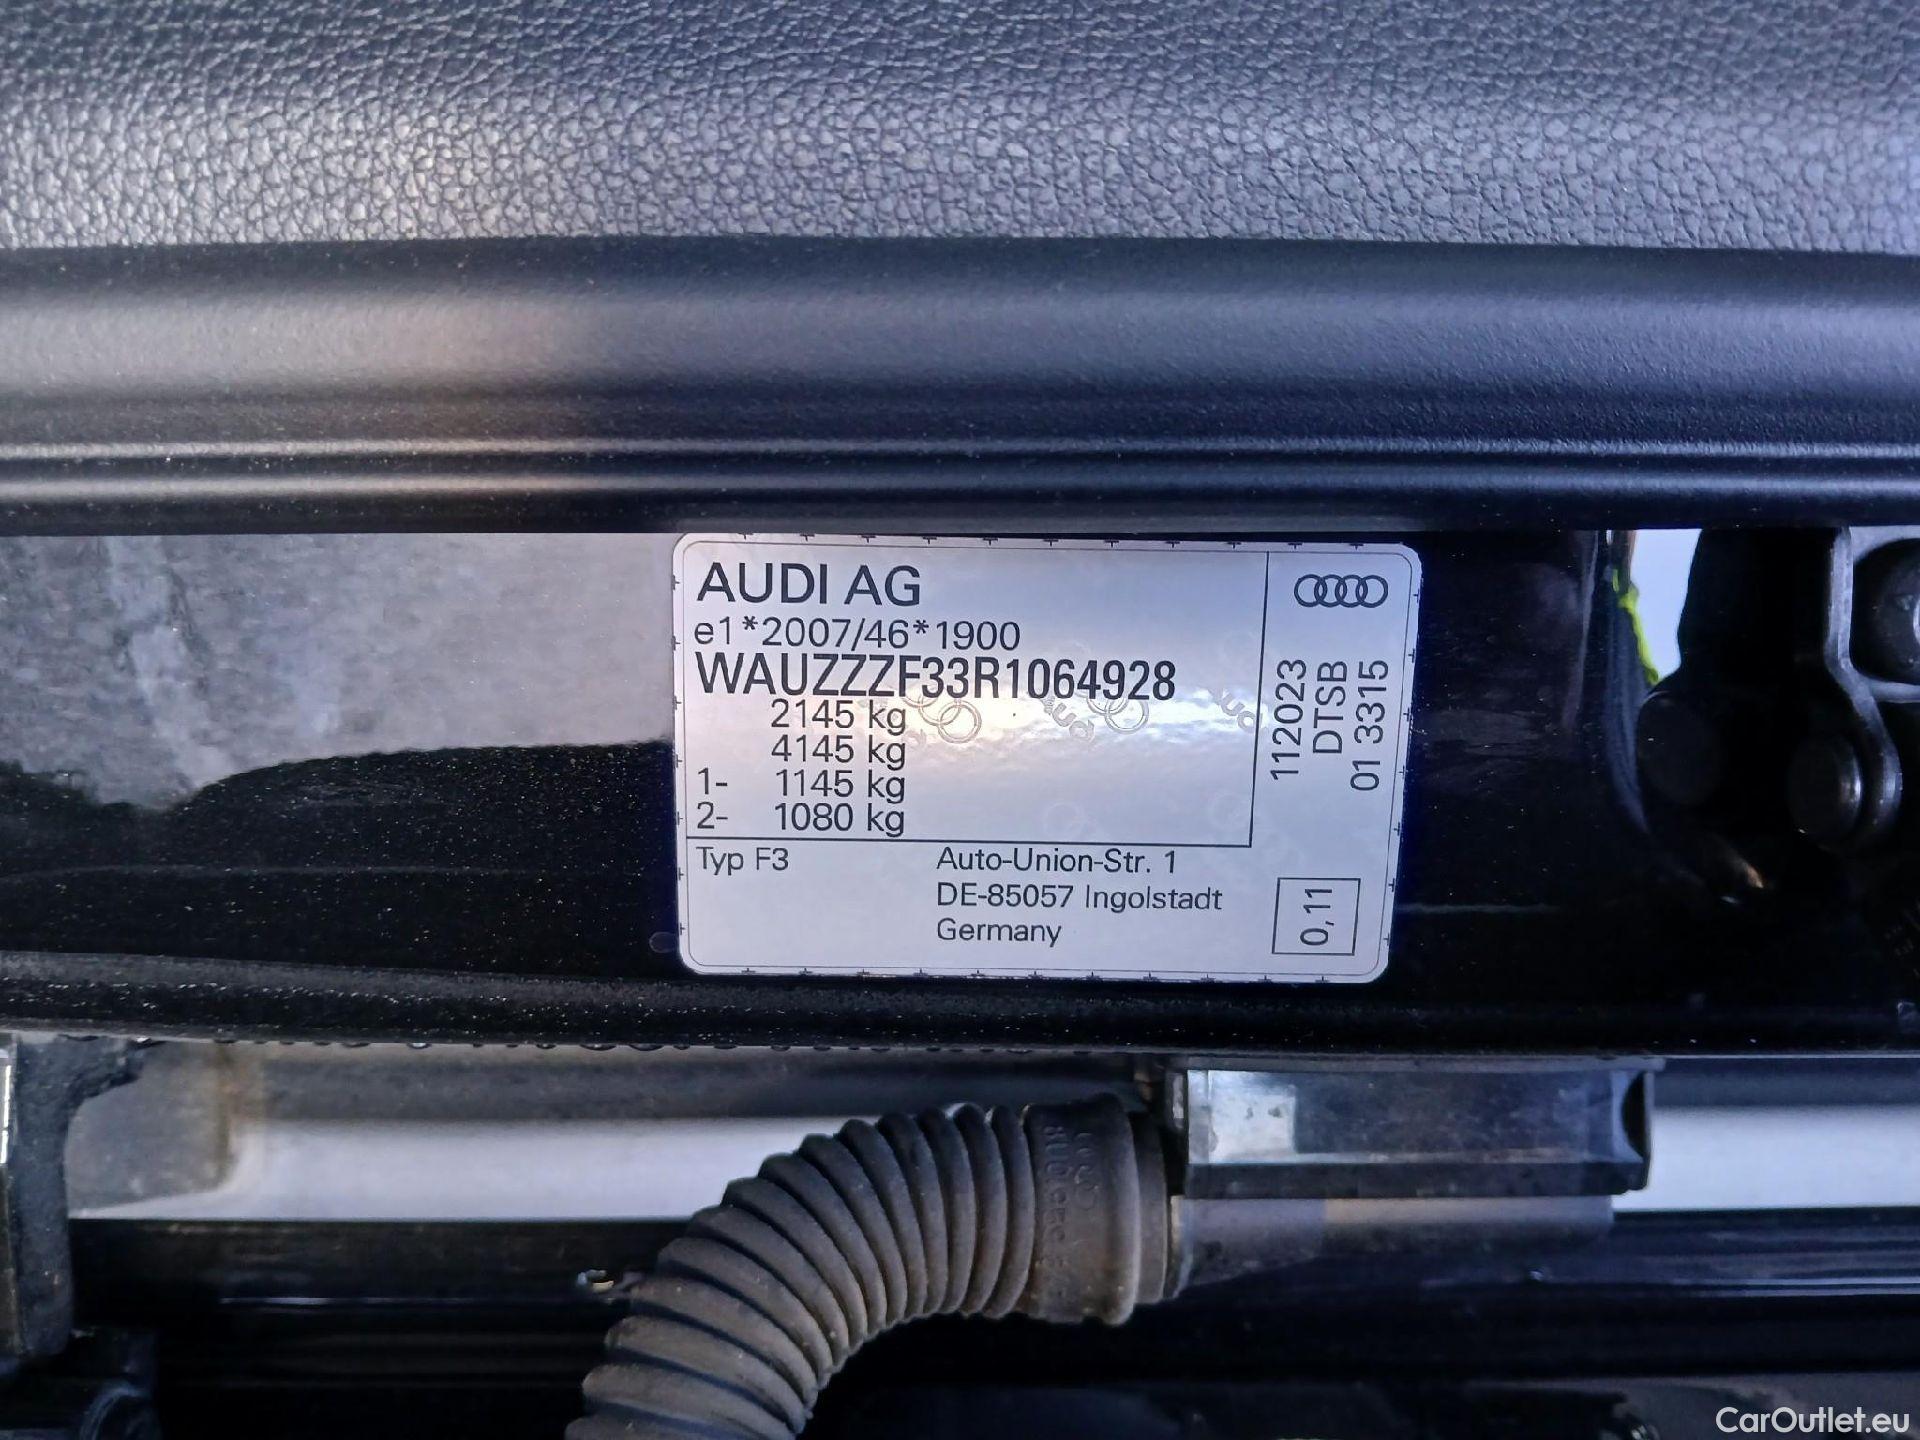 AUDI AG
e1*2007/46*1900
WAUZZZF33R1064928
2145 kg
4145 kg
1- 1145 kg
2- 1080 kg
Typ F3
Auto-Union-Str. 1
DE-85057 Ingolstadt
Germany
112023
DTSB
01 3315
0,11
CarOutlet.eu